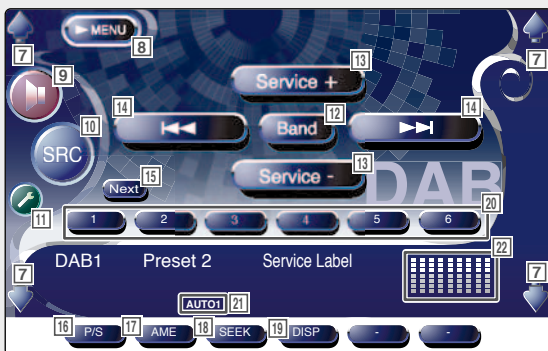 ► MENU
7
8
7
9
13
Service +
14
12
14
10
Band
SRC
13
Service -
15
Next
DAB
11
20
1 2 3 4 5 6
22
DAB1 Preset 2 Service Label
7
7
AUTO1 21
16 17 18 19
P/S AME SEEK DISP - -